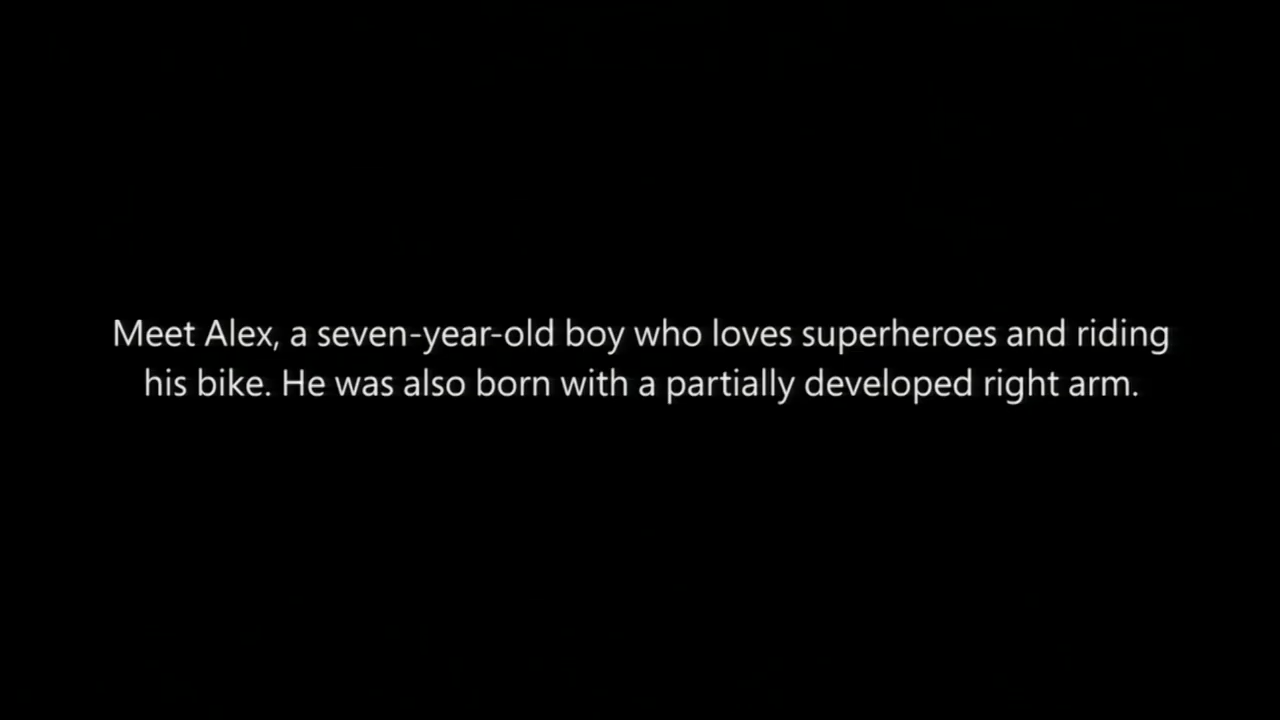 Meet Alex, a seven-year-old boy who loves superheroes and riding
his bike. He was also born with a partially developed right arm.